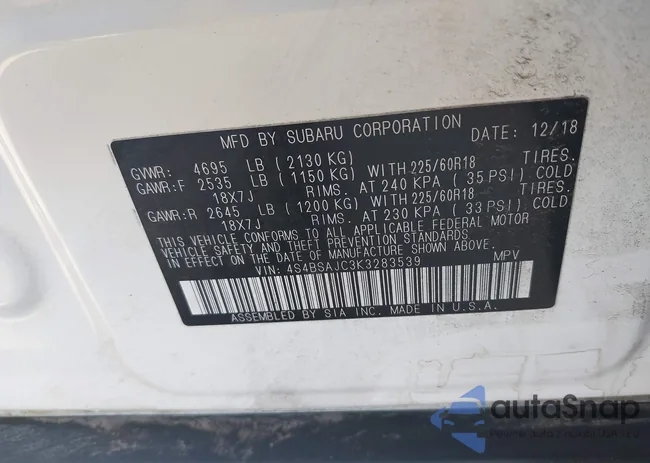 MFD BY SUBARU CORPORATION DATE: 12/18
GVWR: 4695 LB (2130 KG)
GAWR:F 2535 LB (1150 KG) WITH 225/60R18 TIRES.
18X7J RIMS. AT 240 KPA (35 PSI) COLD
GAWR:R 2645 LB (1200 KG) WITH 225/60R18 TIRES.
18X7J RIMS. AT 230 KPA (33 PSI) COLD
THIS VEHICLE CONFORMS TO ALL APPLICABLE FEDERAL MOTOR
VEHICLE SAFETY AND THEFT PREVENTION STANDARDS
IN EFFECT ON THE DATE OF MANUFACTURE SHOWN ABOVE.
VIN: 4S4BSAJC3K3283539 MPV
ASSEMBLED BY SIA INC. MADE IN U.S.A.
autoSnap